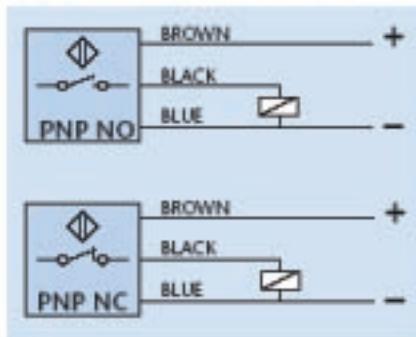 BROWN +
BLACK
BLUE −
PNP NO
BROWN +
BLACK
BLUE −
PNP NC